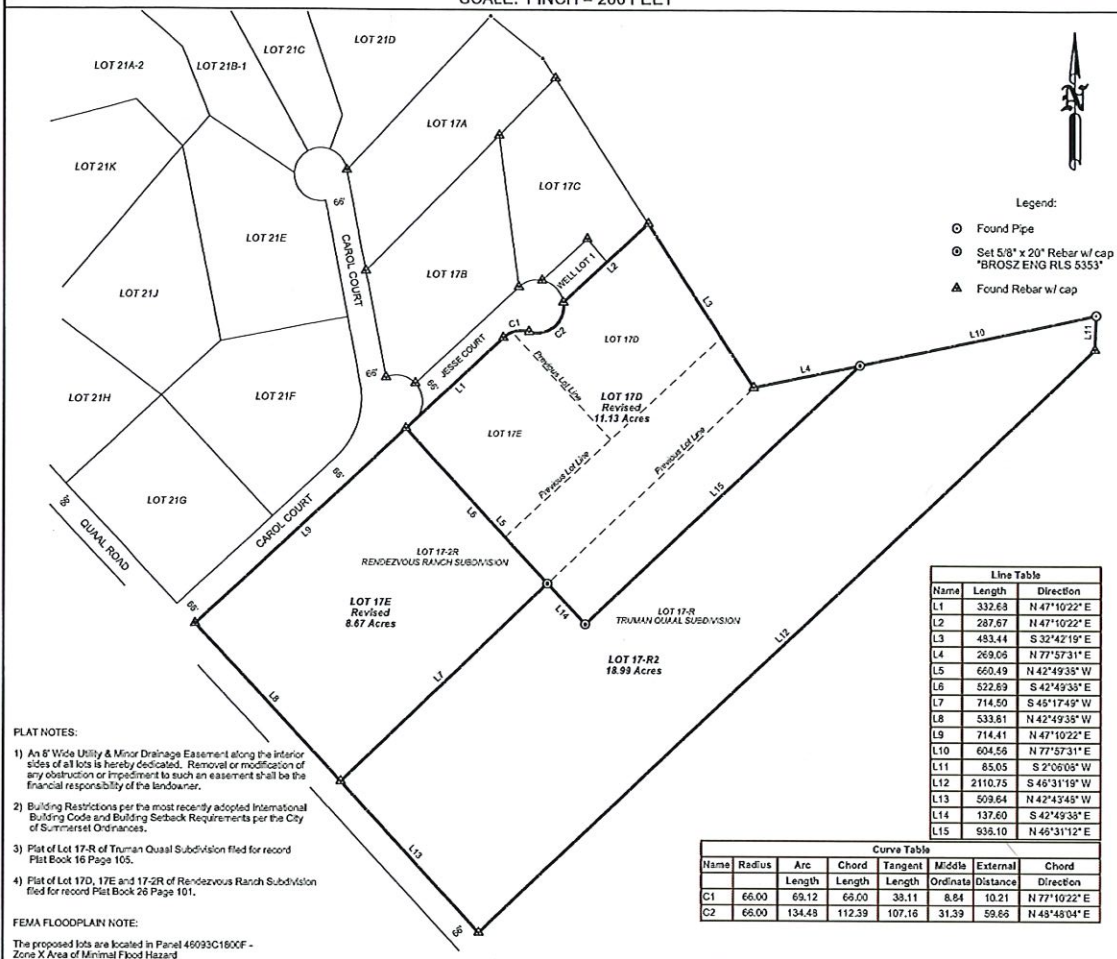 SCALE: 1 INCH = 200 FEET
LOT 21A-2
LOT 21B-1
LOT 21C
LOT 21D
LOT 17A
LOT 21K
LOT 17C
66'
LOT 21E
CAROL COURT
LOT 17B
WELL LOT 1
L2
LOT 21J
L3
C1
C2
LOT 17D
L10
L11
JESSE COURT
66'
66'
L1
Previous Lot Line
LOT 17D
Revised
11.13 Acres
L4
LOT 21H
LOT 21F
LOT 17E
Previous Lot Line
Previous Lot Line
66'
LOT 21G
66'
QUAAL ROAD
CAROL COURT
L9
L6
L5
L15
LOT 17-2R
RENDEZVOUS RANCH SUBDIVISION
LOT 17E
Revised
8.67 Acres
66'
L14
LOT 17-R
TRUMAN QUAAL SUBDIVISION
LOT 17-R2
18.99 Acres
L12
L7
L8
L13
66'
N
Legend:
Found Pipe
Set 5/8" x 20" Rebar w/ cap
"BROSZ ENG RLS 5353"
Found Rebar w/ cap
Line Table
Name Length Direction
L1 332.68 N 47°10'22" E
L2 287.67 N 47°10'22" E
L3 483.44 S 32°42'19" E
L4 269.06 N 77°57'31" E
L5 660.49 N 42°49'38" W
L6 522.89 S 42°49'38" E
L7 714.50 S 46°17'49" W
L8 533.81 N 42°49'38" W
L9 714.41 N 47°10'22" E
L10 604.56 N 77°57'31" E
L11 85.05 S 2°06'06" W
L12 2110.75 S 46°31'19" W
L13 509.64 N 42°43'46" W
L14 137.60 S 42°49'38" E
L15 936.10 N 46°31'12" E
Curve Table
Name Radius Arc Length Chord Length Tangent Length Middle Ordinate External Distance Chord Direction
C1 66.00 69.12 66.00 38.11 8.84 10.21 N 77°10'22" E
C2 66.00 134.48 112.39 107.16 31.39 59.86 N 48°48'04" E
PLAT NOTES:
1) An 8' Wide Utility & Minor Drainage Easement along the interior
sides of all lots is hereby dedicated. Removal or modification of
any obstruction or impediment to such an easement shall be the
financial responsibility of the landowner.
2) Building Restrictions per the most recently adopted International
Building Code and Building Setback Requirements per the City
of Summerset Ordinances.
3) Plat of Lot 17-R of Truman Quaal Subdivision filed for record
Plat Book 16 Page 105.
4) Plat of Lot 17D, 17E and 17-2R of Rendezvous Ranch Subdivision
filed for record Plat Book 26 Page 101.
FEMA FLOODPLAIN NOTE:
The proposed lots are located in Panel 46093C1800F -
Zone X Area of Minimal Flood Hazard